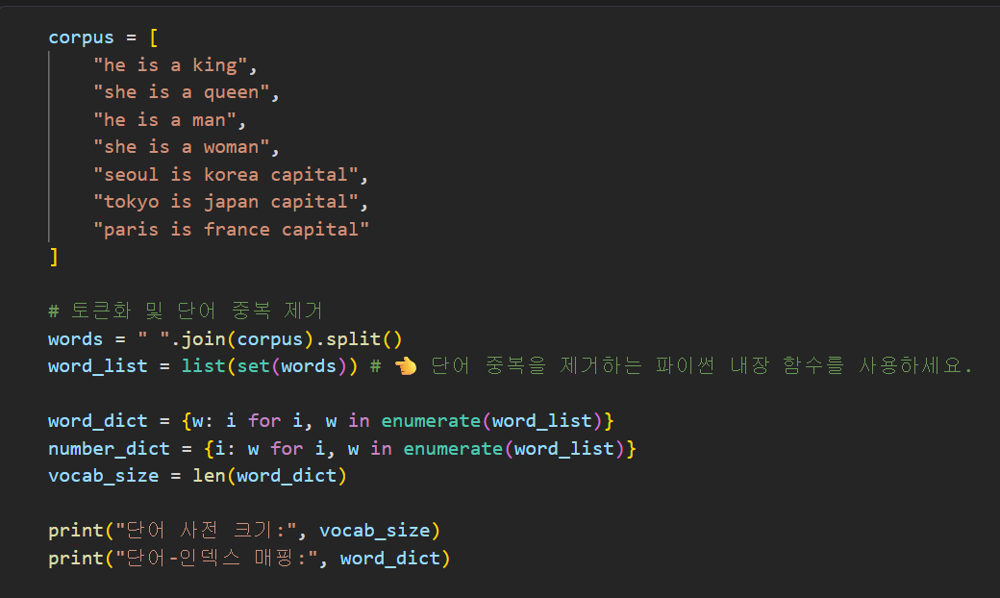 corpus = [
    "he is a king",
    "she is a queen",
    "he is a man",
    "she is a woman",
    "seoul is korea capital",
    "tokyo is japan capital",
    "paris is france capital"
]
# 토큰화 및 단어 중복 제거
words = " ".join(corpus).split()
word_list = list(set(words)) # 👈 단어 중복을 제거하는 파이썬 내장 함수를 사용하세요.
word_dict = {w: i for i, w in enumerate(word_list)}
number_dict = {i: w for i, w in enumerate(word_list)}
vocab_size = len(word_dict)
print("단어 사전 크기:", vocab_size)
print("단어-인덱스 매핑:", word_dict)